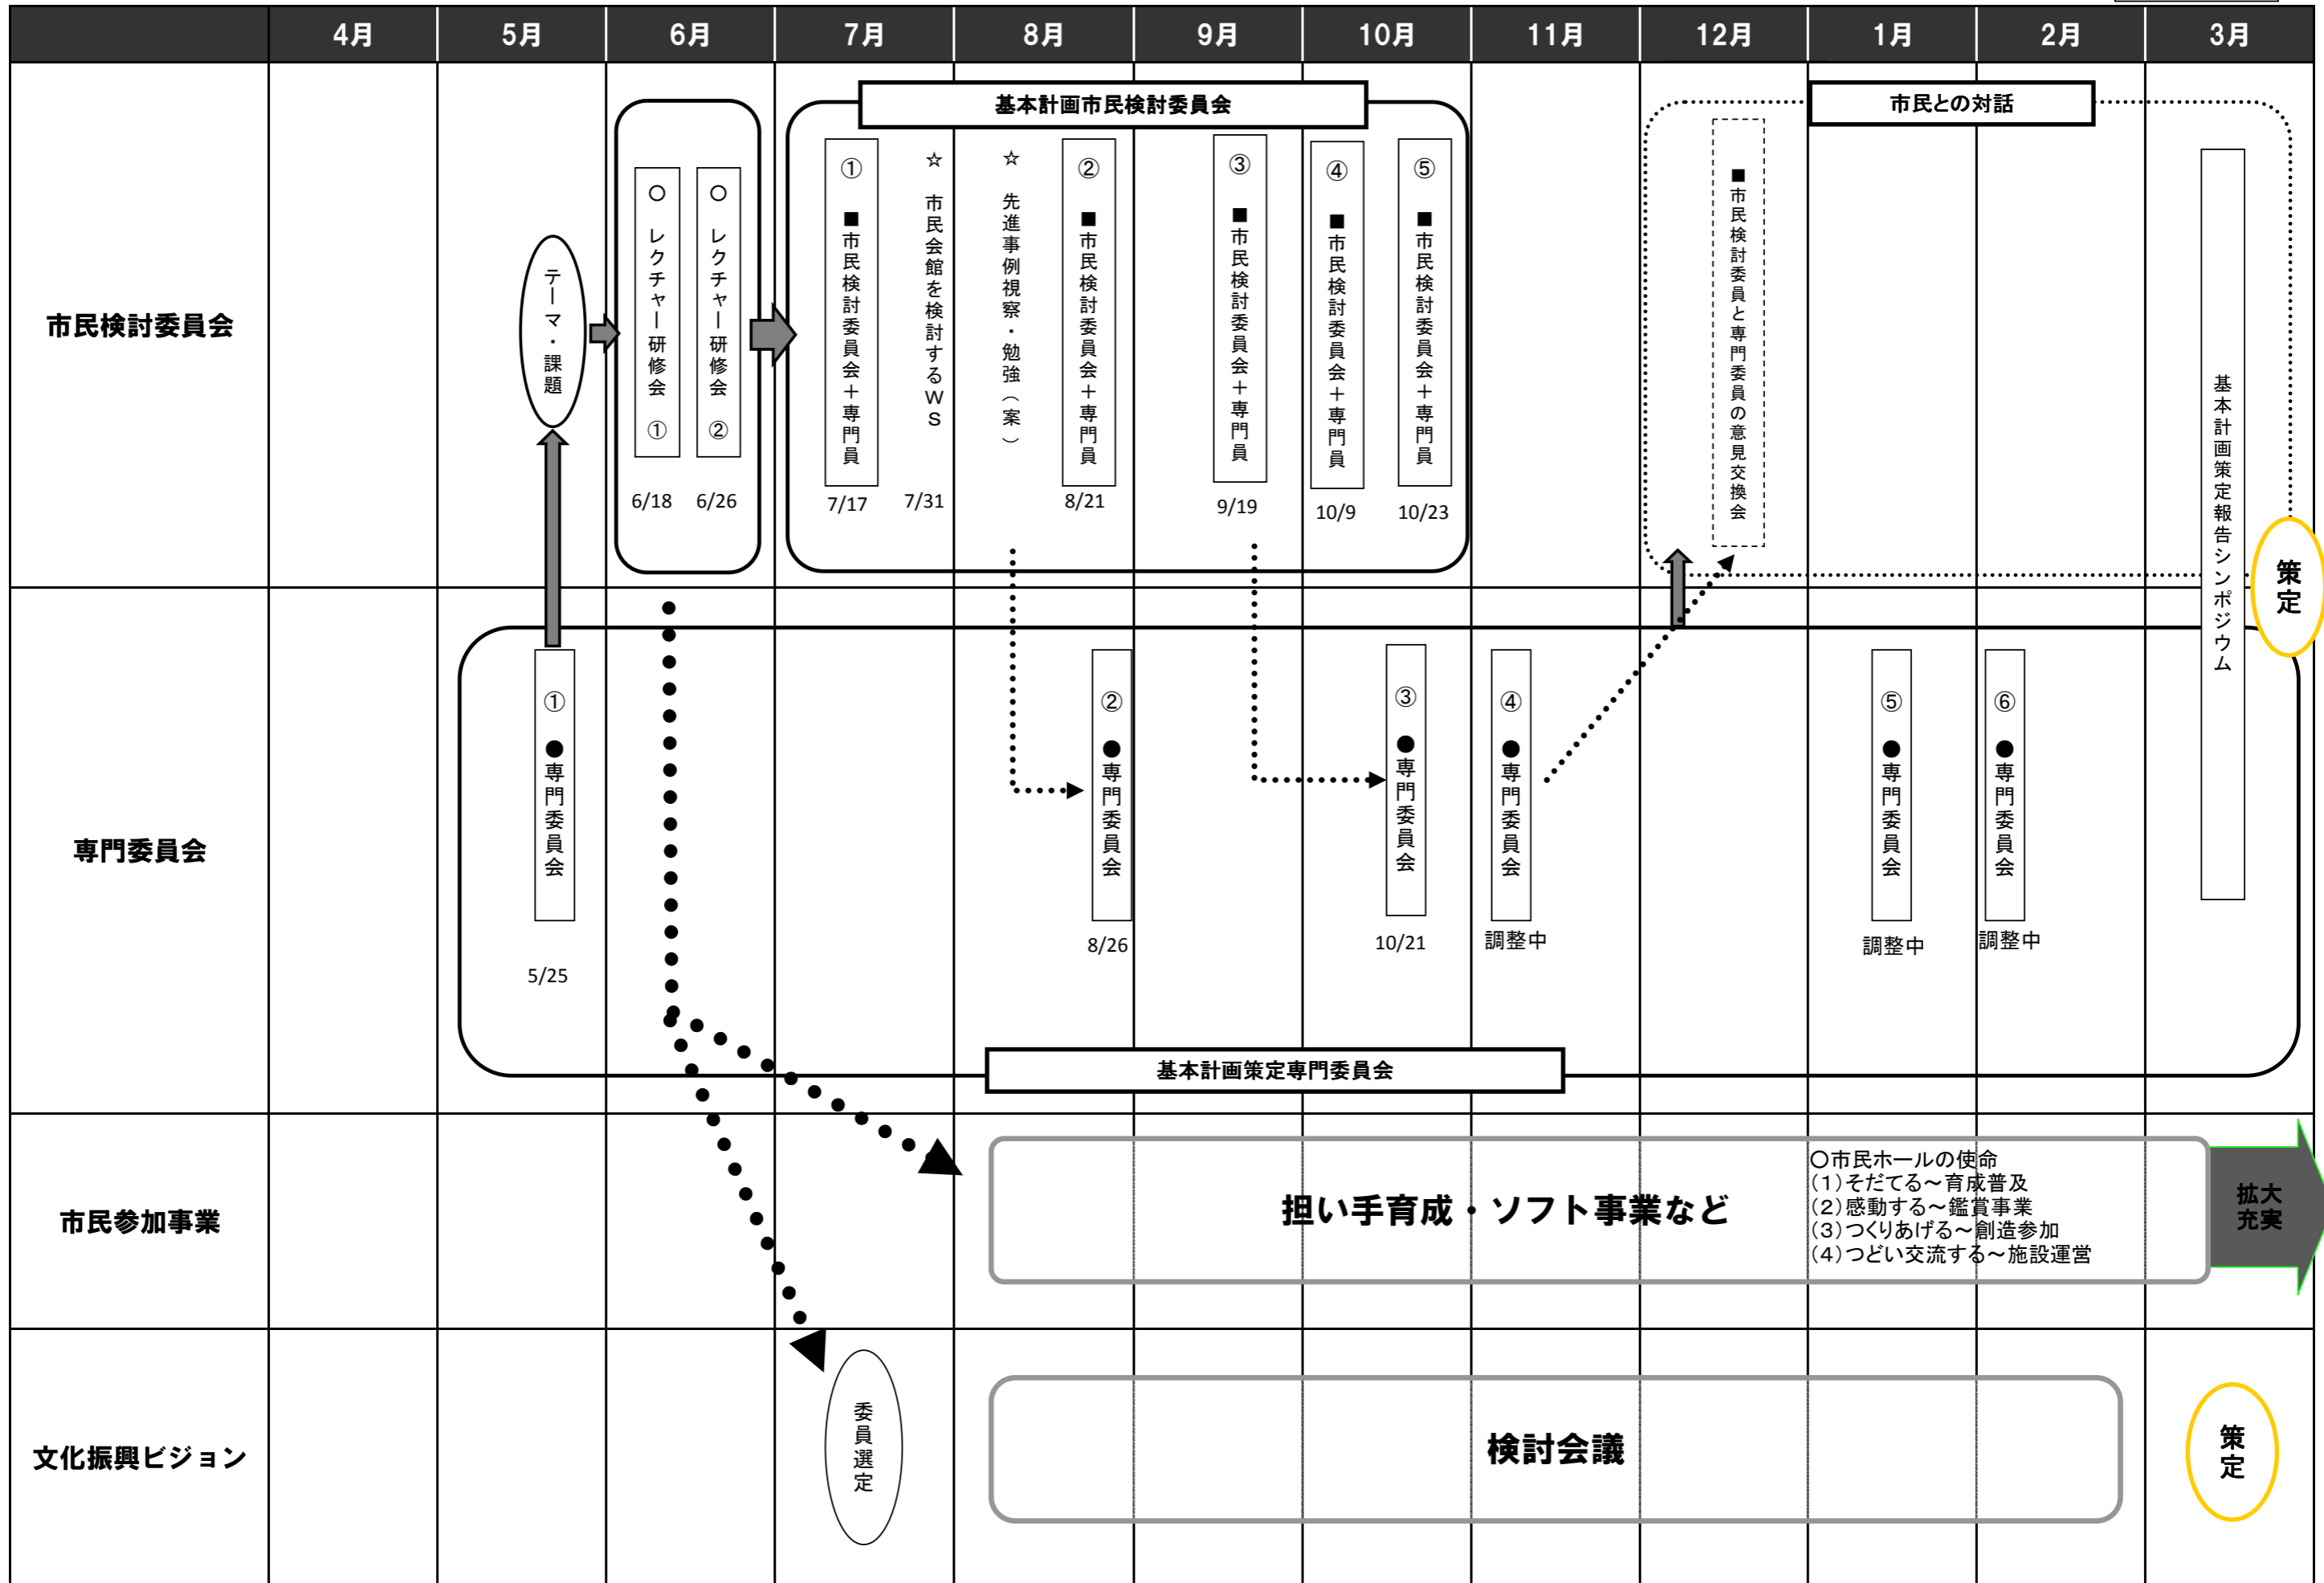 4月 5月 6月 7月 8月 9月 10月 11月 12月 1月 2月 3月
市民検討委員会
テーマ・課題
○ レクチャー研修会 ①
6/18
○ レクチャー研修会 ②
6/26
基本計画市民検討委員会
① ■市民検討委員会＋専門員
7/17
☆ 市民会館を検討するWS
7/31
☆ 先進事例視察・勉強（案）
② ■市民検討委員会＋専門員
8/21
③ ■市民検討委員会＋専門員
9/19
④ ■市民検討委員会＋専門員
10/9
⑤ ■市民検討委員会＋専門員
10/23
市民との対話
■市民検討委員と専門委員の意見交換会
基本計画策定報告シンポジウム
策定
専門委員会
① ●専門委員会
5/25
② ●専門委員会
8/26
③ ●専門委員会
10/21
④ ●専門委員会
調整中
⑤ ●専門委員会
調整中
⑥ ●専門委員会
調整中
基本計画策定専門委員会
市民参加事業
担い手育成・ソフト事業など
○市民ホールの使命
（1）そだてる～育成普及
（2）感動する～鑑賞事業
（3）つくりあげる～創造参加
（4）つどい交流する～施設運営
拡大
充実
文化振興ビジョン
委員選定
検討会議
策定